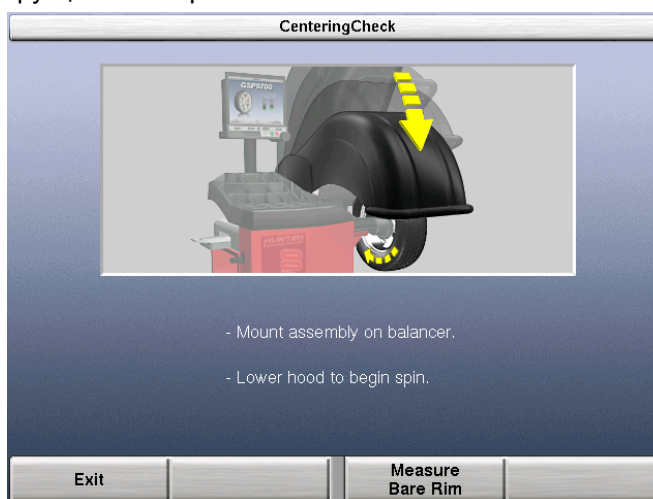 CenteringCheck
GSP9700
HUNTER
- Mount assembly on balancer.
- Lower hood to begin spin.
Exit
Measure
Bare Rim